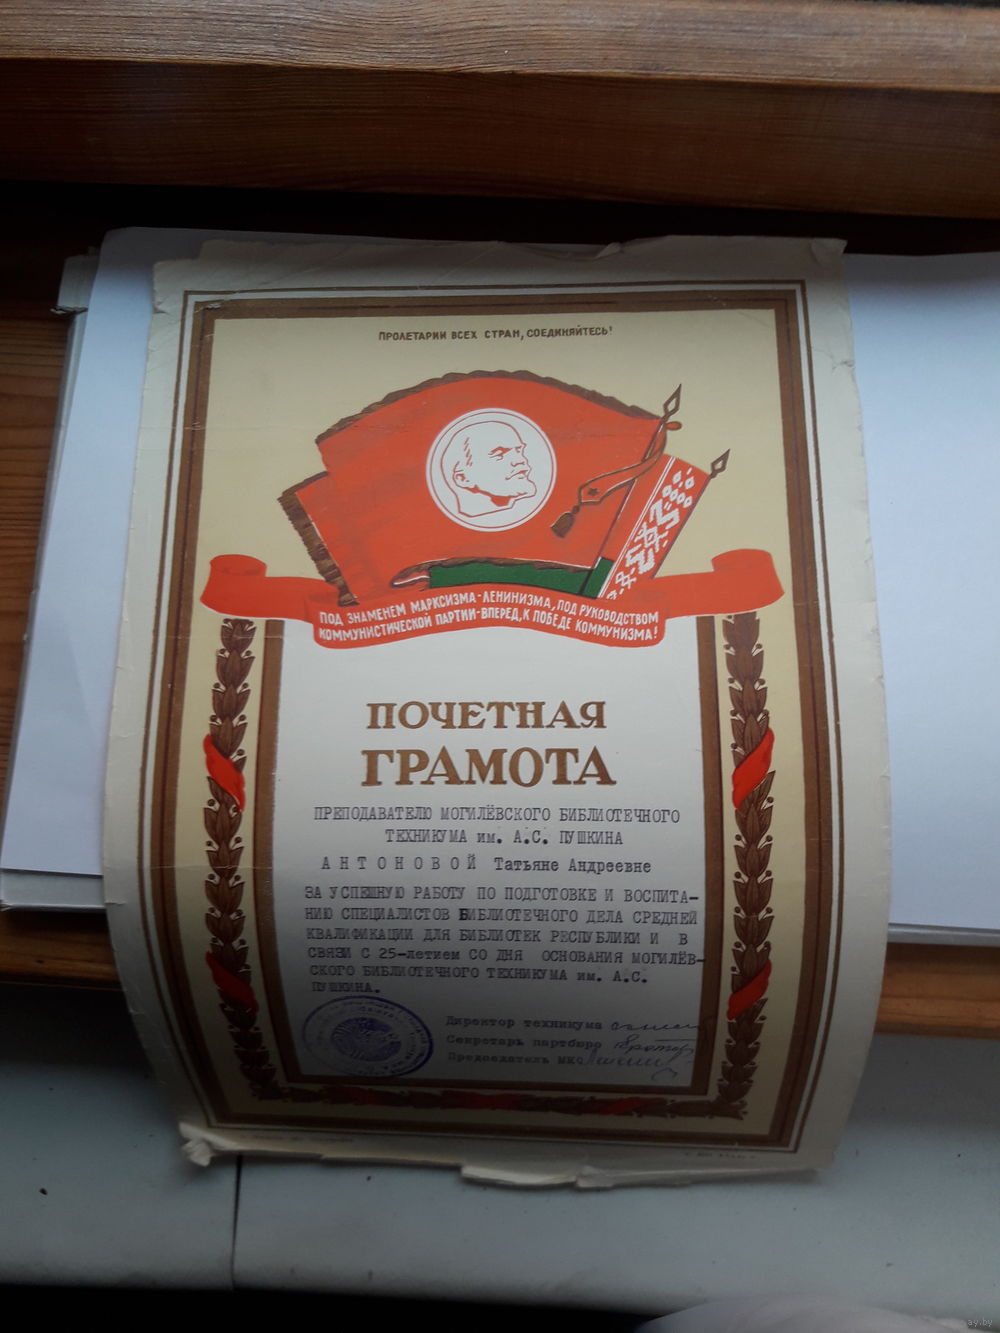 ПРОЛЕТАРИИ ВСЕХ СТРАН, СОЕДИНЯЙТЕСЬ!
ПОД ЗНАМЕНЕМ МАРКСИЗМА-ЛЕНИНИЗМА, ПОД РУКОВОДСТВОМ
КОММУНИСТИЧЕСКОЙ ПАРТИИ-ВПЕРЕД, К ПОБЕДЕ КОММУНИЗМА!
ПОЧЕТНАЯ
ГРАМОТА
ПРЕПОДАВАТЕЛЮ МОГИЛЁВСКОГО БИБЛИОТЕЧНОГО
ТЕХНИКУМА им. А.С. ПУШКИНА
АНТОНОВОЙ Татьяне Андреевне
ЗА УСПЕШНУЮ РАБОТУ ПО ПОДГОТОВКЕ И ВОСПИТА-
НИЮ СПЕЦИАЛИСТОВ БИБЛИОТЕЧНОГО ДЕЛА СРЕДНЕЙ
КВАЛИФИКАЦИИ ДЛЯ БИБЛИОТЕК РЕСПУБЛИКИ И В
СВЯЗИ С 25-летием СО ДНЯ ОСНОВАНИЯ МОГИЛЁВ-
СКОГО БИБЛИОТЕЧНОГО ТЕХНИКУМА им. А.С.
ПУШКИНА.
Директор техникума
Секретарь партбюро
Председатель МК
ay.by